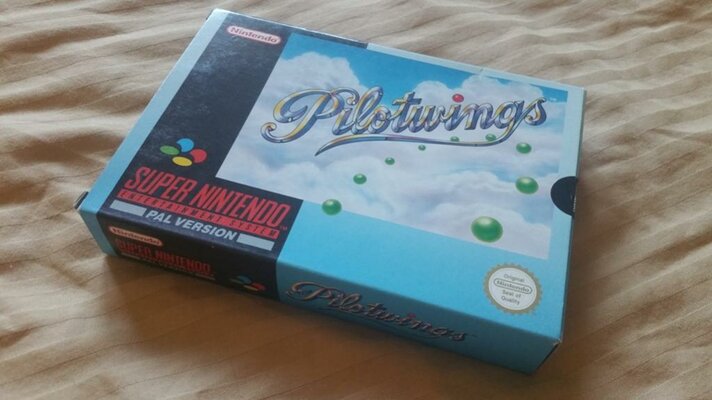 Nintendo
Pilotwings
SUPER NINTENDO
ENTERTAINMENT SYSTEM
PAL VERSION
Original
Nintendo
Seal of
Quality
Nintendo
SUPER NINTENDO
Pilotwings